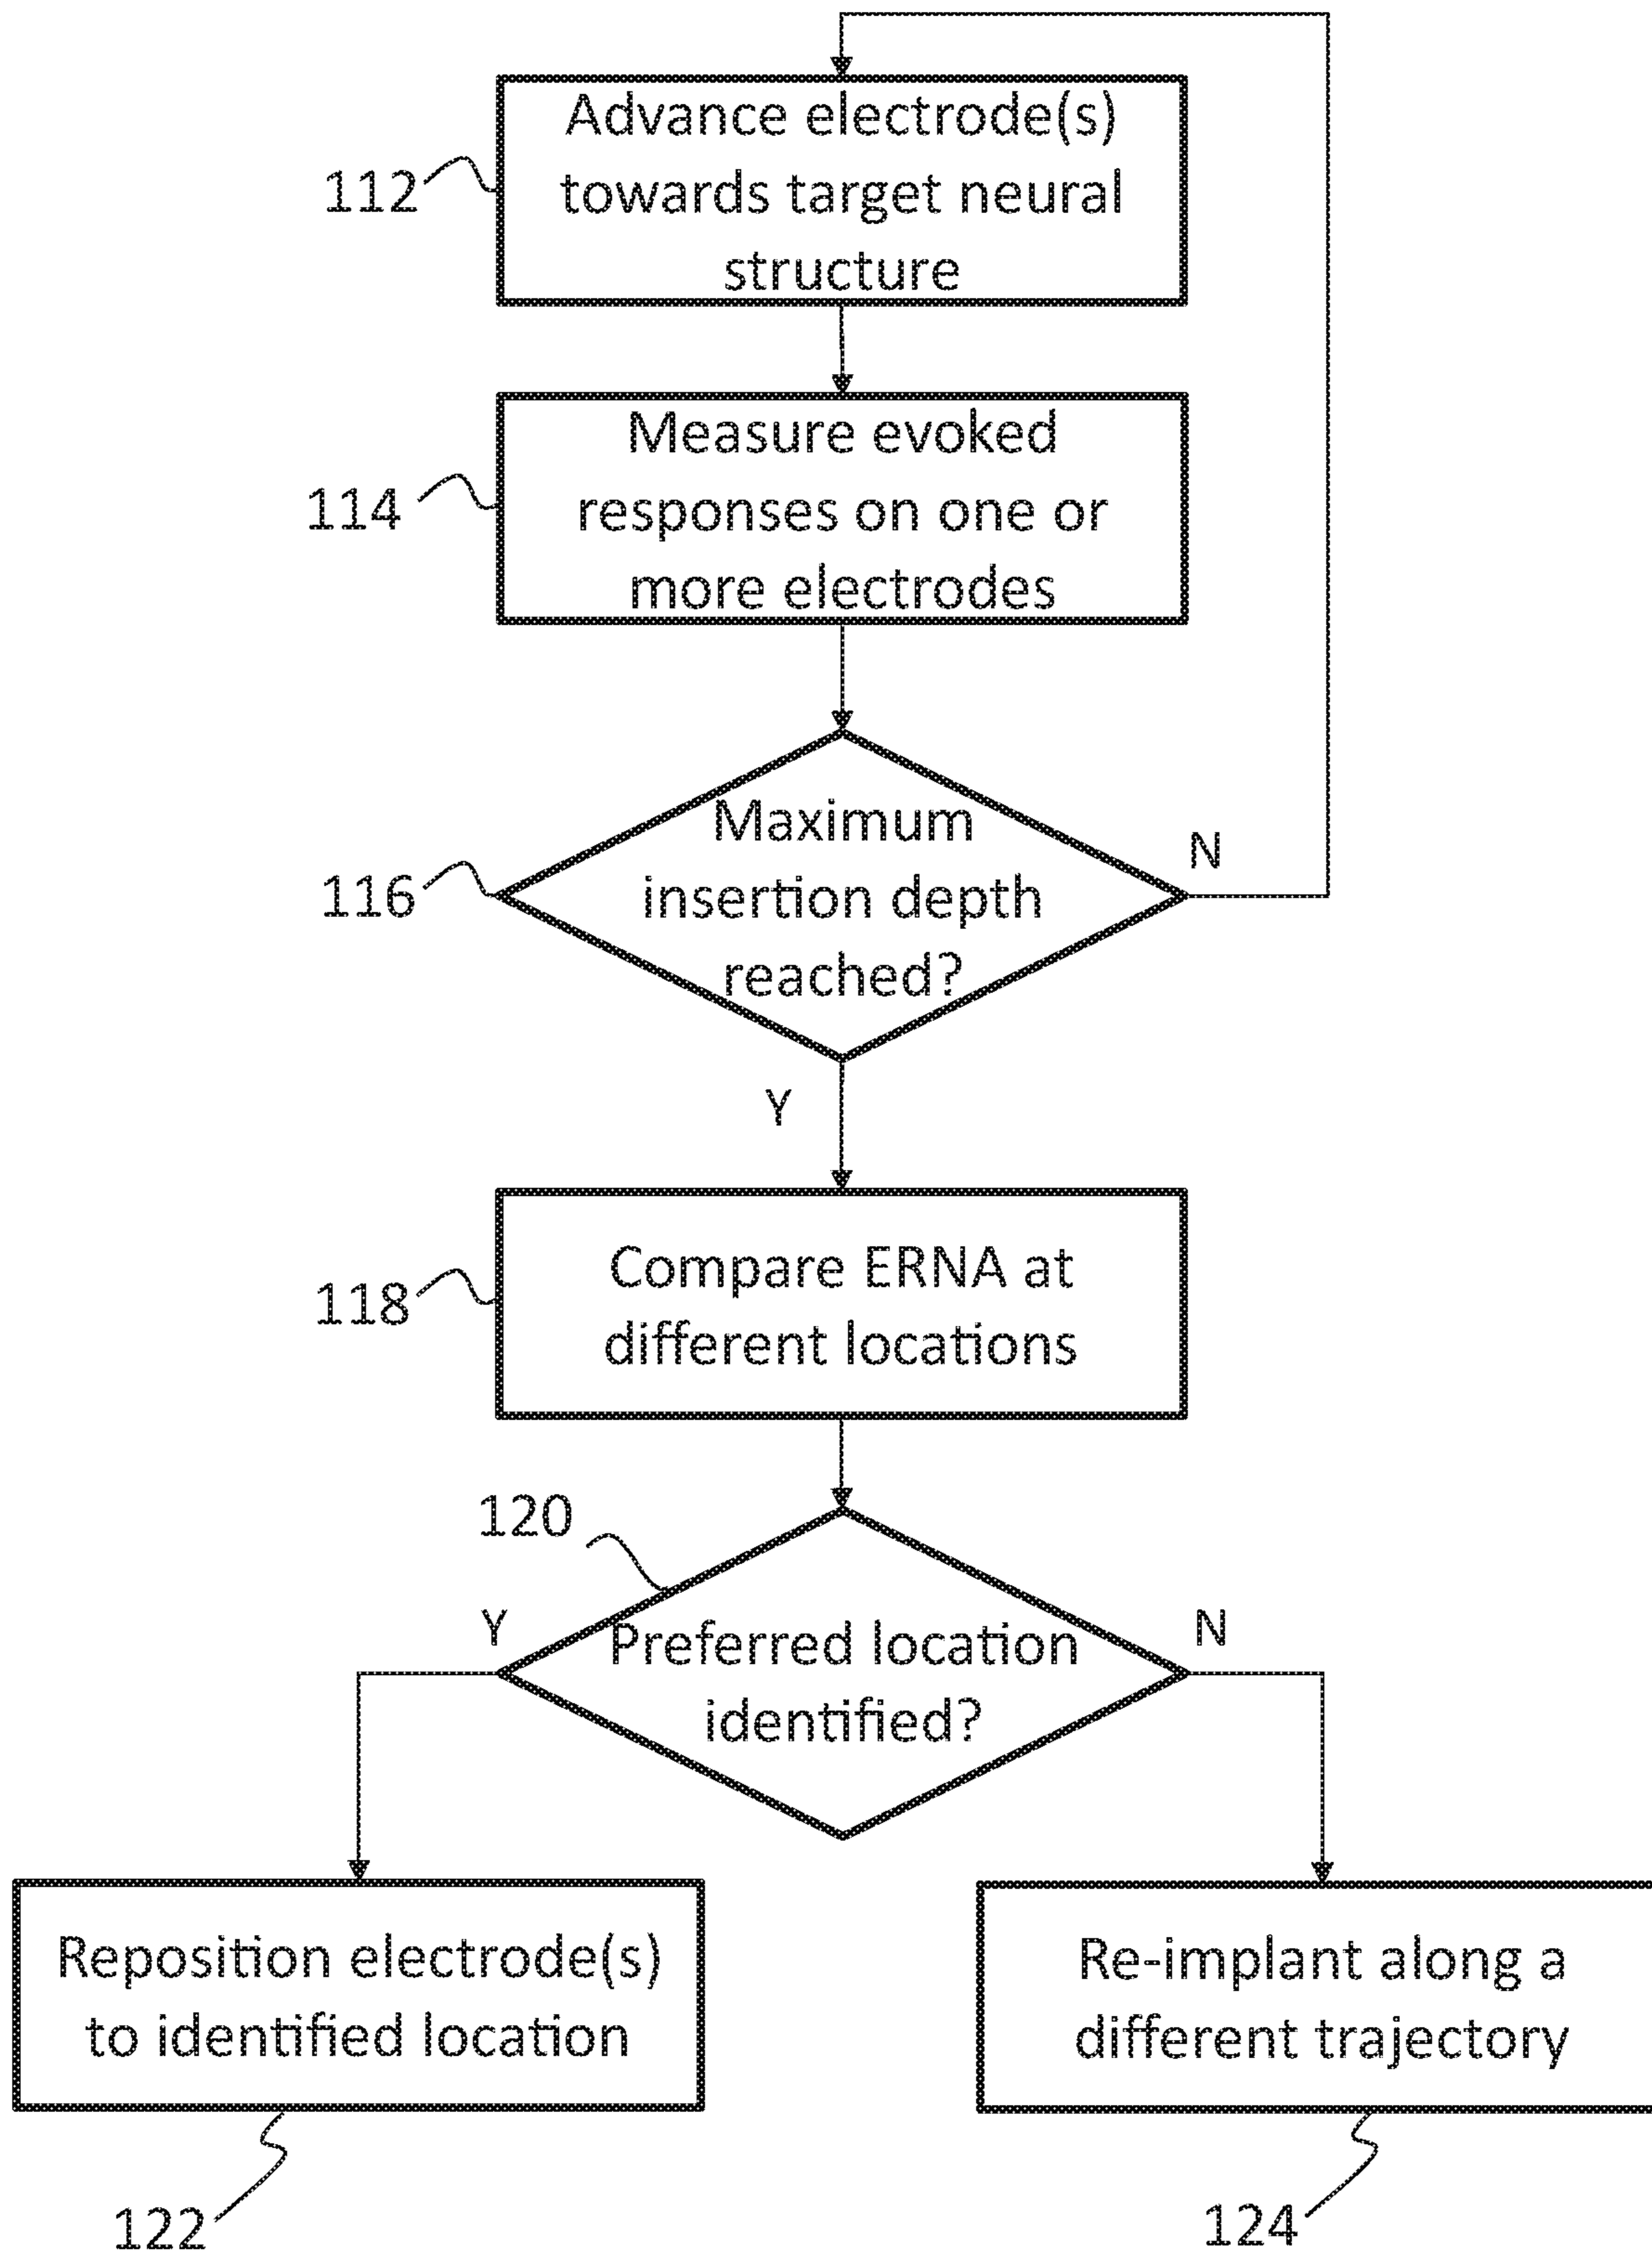 Advance electrode(s)
112
towards target neural
structure
Measure evoked
114
responses on one or
more electrodes
Maximum
N
116
insertion depth
reached?
Y
Compare ERNA at
118
different locations
120
Y
N
Preferred location
identified?
Reposition electrode(s)
to identified location
Re-implant along a
different trajectory
122
124